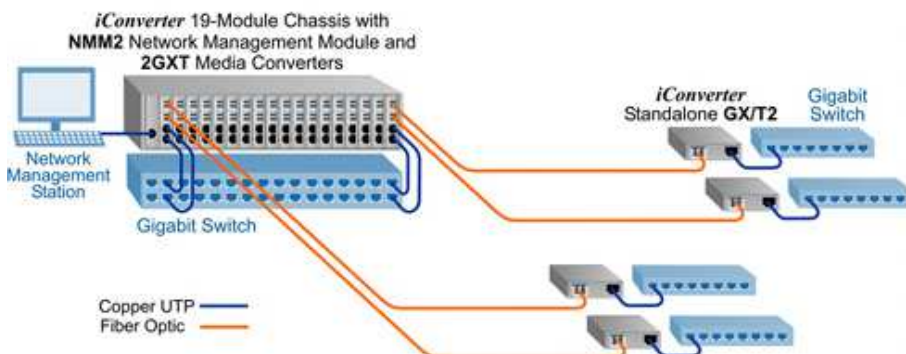 iConverter 19-Module Chassis with
NMM2 Network Management Module and
2GXT Media Converters
Network
Management
Station
Gigabit Switch
iConverter
Standalone GX/T2
Gigabit
Switch
Copper UTP
Fiber Optic